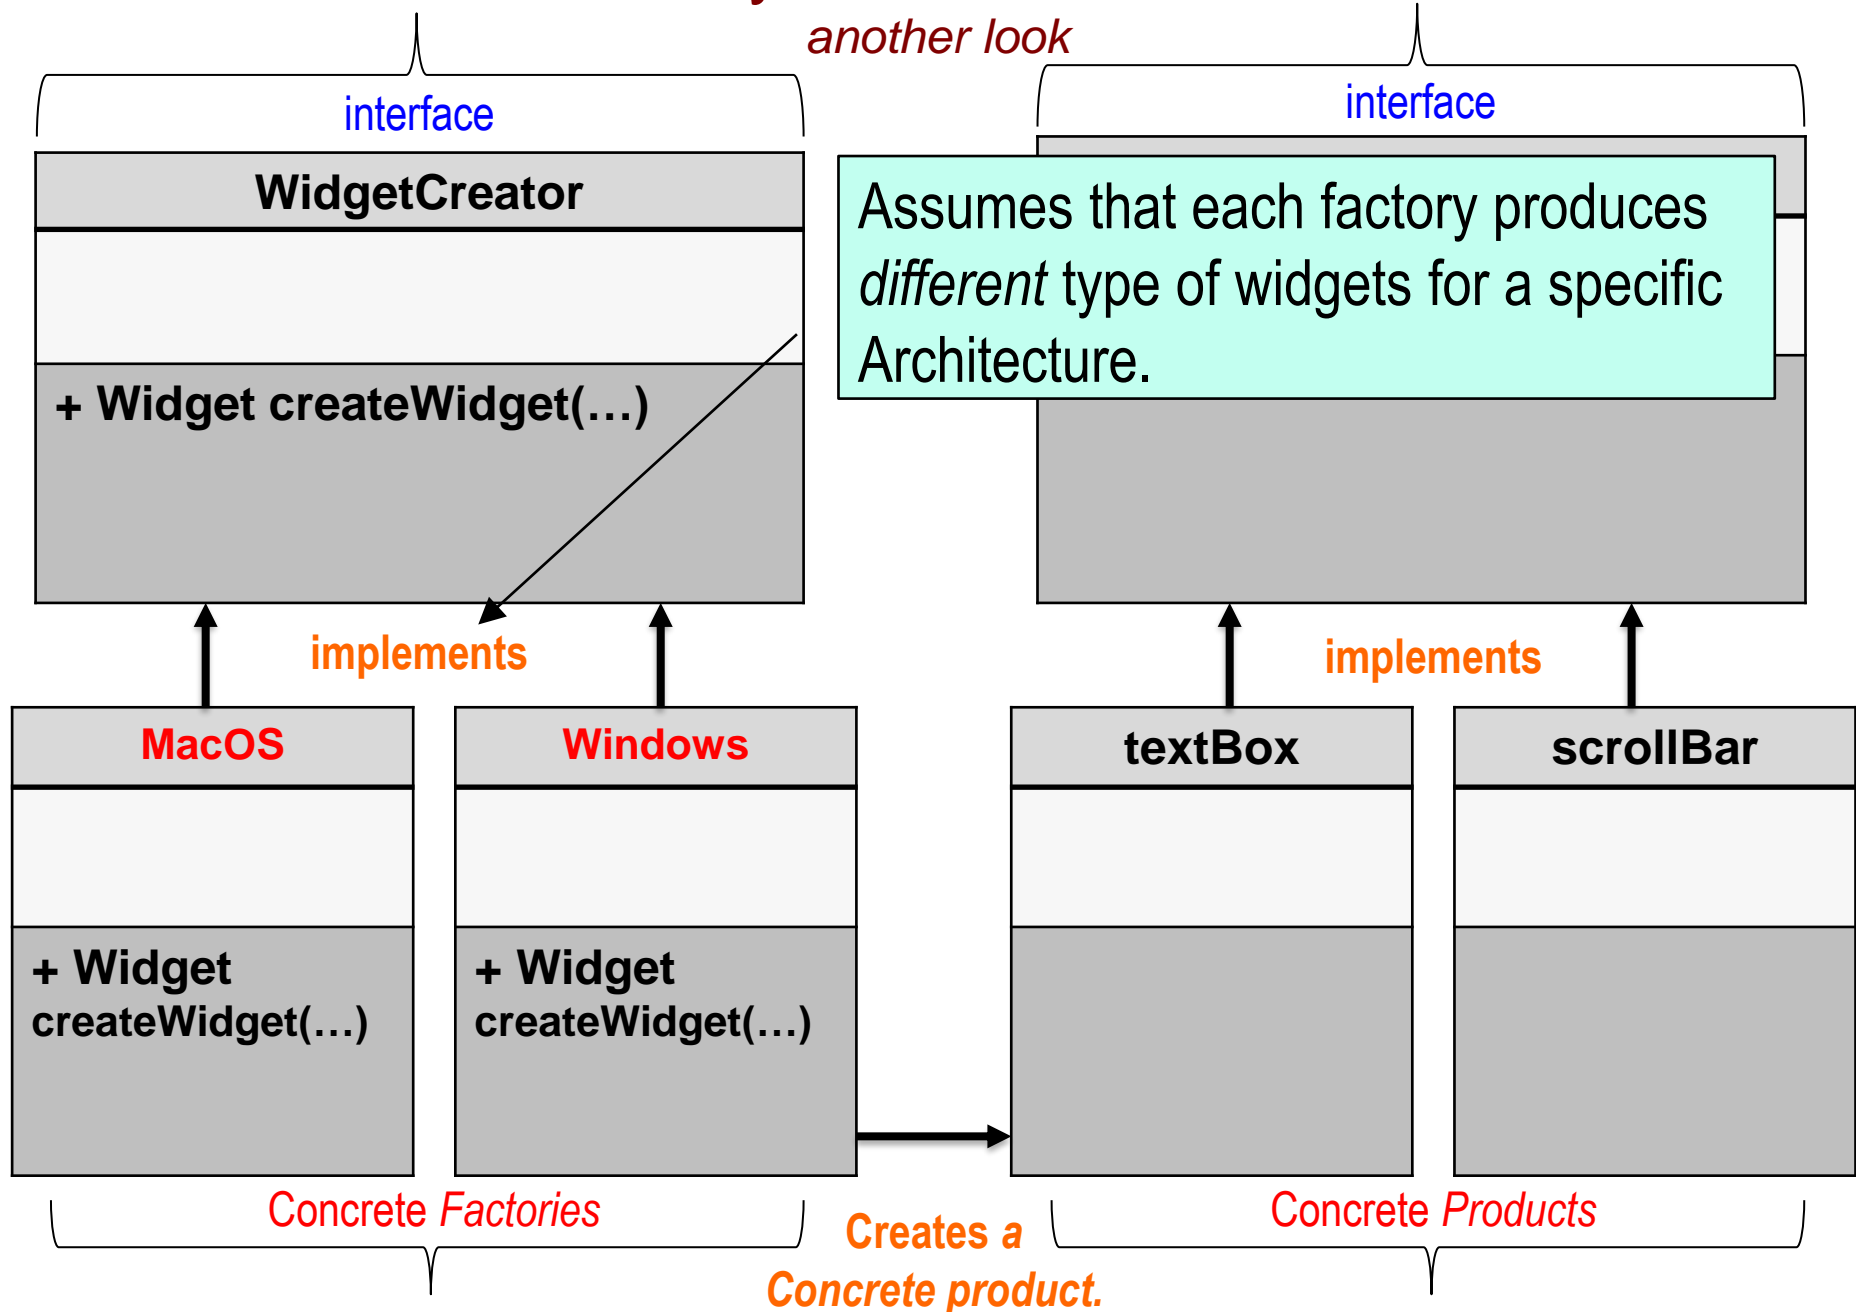 another look
interface
interface
WidgetCreator
Assumes that each factory produces
different type of widgets for a specific
Architecture.
+ Widget createWidget(…)
implements
implements
MacOS
Windows
textBox
scrollBar
+ Widget
createWidget(…)
+ Widget
createWidget(…)
Concrete Factories
Concrete Products
Creates a
Concrete product.